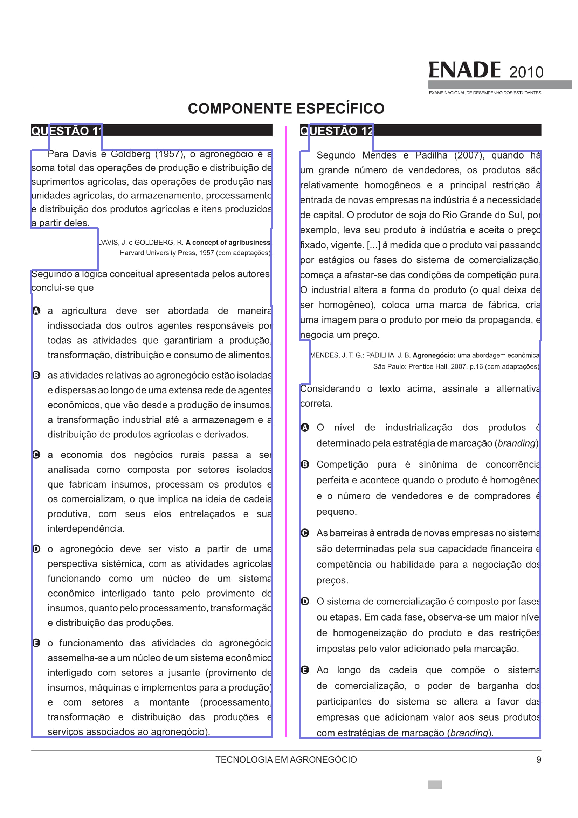 ENADE 2010
EXAME NACIONAL DE DESEMPENHO DOS ESTUDANTES
COMPONENTE ESPECÍFICO
QUESTÃO 11
Para Davis e Goldberg (1957), o agronegócio é a
soma total das operações de produção e distribuição de
suprimentos agrícolas, das operações de produção nas
unidades agrícolas, do armazenamento, processamento
e distribuição dos produtos agrícolas e itens produzidos
a partir deles.
DAVIS, J. e GOLDBERG, R. A concept of agribusiness.
Harvard University Press, 1957 (com adaptações).
Seguindo a lógica conceitual apresentada pelos autores,
conclui-se que
A a agricultura deve ser abordada de maneira
indissociada dos outros agentes responsáveis por
todas as atividades que garantiriam a produção,
transformação, distribuição e consumo de alimentos.
B as atividades relativas ao agronegócio estão isoladas
e dispersas ao longo de uma extensa rede de agentes
econômicos, que vão desde a produção de insumos,
a transformação industrial até a armazenagem e a
distribuição de produtos agrícolas e derivados.
C a economia dos negócios rurais passa a ser
analisada como composta por setores isolados
que fabricam insumos, processam os produtos e
os comercializam, o que implica na ideia de cadeia
produtiva, com seus elos entrelaçados e sua
interdependência.
D o agronegócio deve ser visto a partir de uma
perspectiva sistêmica, com as atividades agrícolas
funcionando como um núcleo de um sistema
econômico interligado tanto pelo provimento de
insumos, quanto pelo processamento, transformação
e distribuição das produções.
E o funcionamento das atividades do agronegócio
assemelha-se a um núcleo de um sistema econômico
interligado com setores a jusante (provimento de
insumos, máquinas e implementos para a produção)
e com setores a montante (processamento,
transformação e distribuição das produções e
serviços associados ao agronegócio).
QUESTÃO 12
Segundo Mendes e Padilha (2007), quando há
um grande número de vendedores, os produtos são
relativamente homogêneos e a principal restrição à
entrada de novas empresas na indústria é a necessidade
de capital. O produtor de soja do Rio Grande do Sul, por
exemplo, leva seu produto à indústria e aceita o preço
fixado, vigente. [...] à medida que o produto vai passando
por estágios ou fases do sistema de comercialização,
começa a afastar-se das condições de competição pura.
O industrial altera a forma do produto (o qual deixa de
ser homogêneo), coloca uma marca de fábrica, cria
uma imagem para o produto por meio da propaganda, e
negocia um preço.
MENDES, J. T. G.; PADILHA, J. B. Agronegócio: uma abordagem econômica.
São Paulo: Prentice Hall, 2007, p.16 (com adaptações).
Considerando o texto acima, assinale a alternativa
correta.
A O nível de industrialização dos produtos é
determinado pela estratégia de marcação (branding).
B Competição pura é sinônima de concorrência
perfeita e acontece quando o produto é homogêneo
e o número de vendedores e de compradores é
pequeno.
C As barreiras à entrada de novas empresas no sistema
são determinadas pela sua capacidade financeira e
competência ou habilidade para a negociação dos
preços.
D O sistema de comercialização é composto por fases
ou etapas. Em cada fase, observa-se um maior nível
de homogeneização do produto e das restrições
impostas pelo valor adicionado pela marcação.
E Ao longo da cadeia que compõe o sistema
de comercialização, o poder de barganha dos
participantes do sistema se altera a favor das
empresas que adicionam valor aos seus produtos
com estratégias de marcação (branding).
TECNOLOGIA EM AGRONEGÓCIO
9